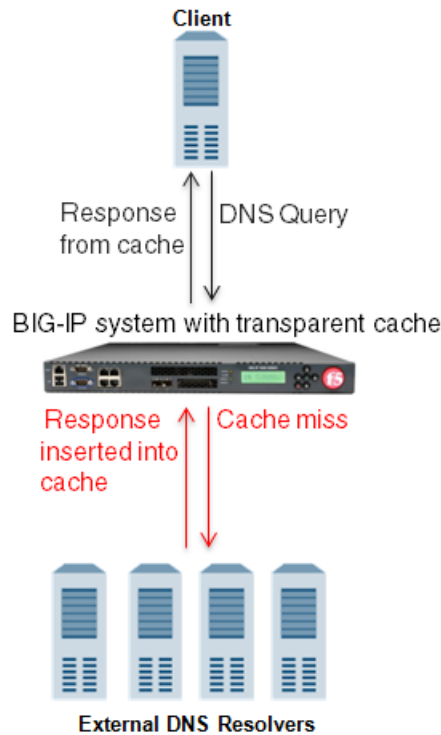 Client
Response
from cache
DNS Query
BIG-IP system with transparent cache
f5
Response
inserted into
cache
Cache miss
External DNS Resolvers